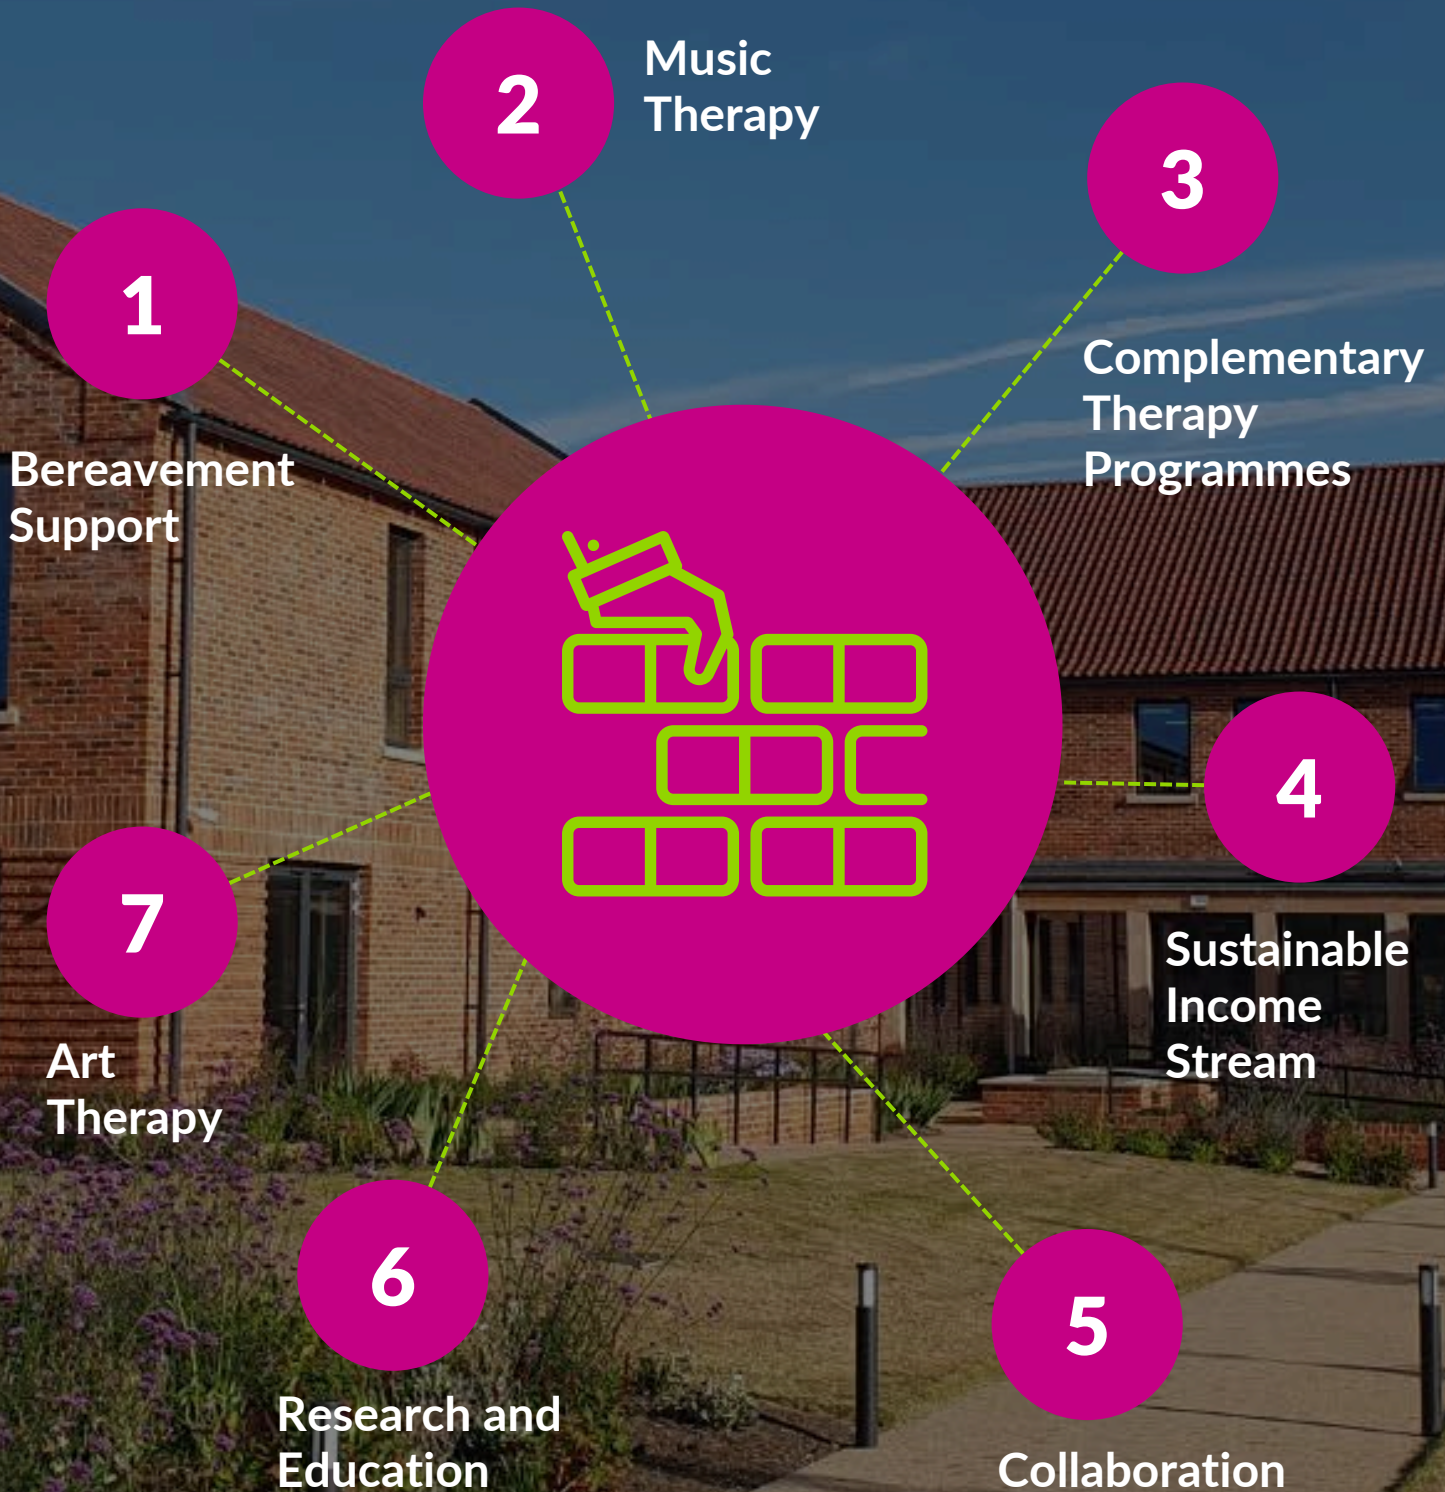 1
Bereavement
Support
2
Music
Therapy
3
Complementary
Therapy
Programmes
4
Sustainable
Income
Stream
5
Collaboration
6
Research and
Education
7
Art
Therapy